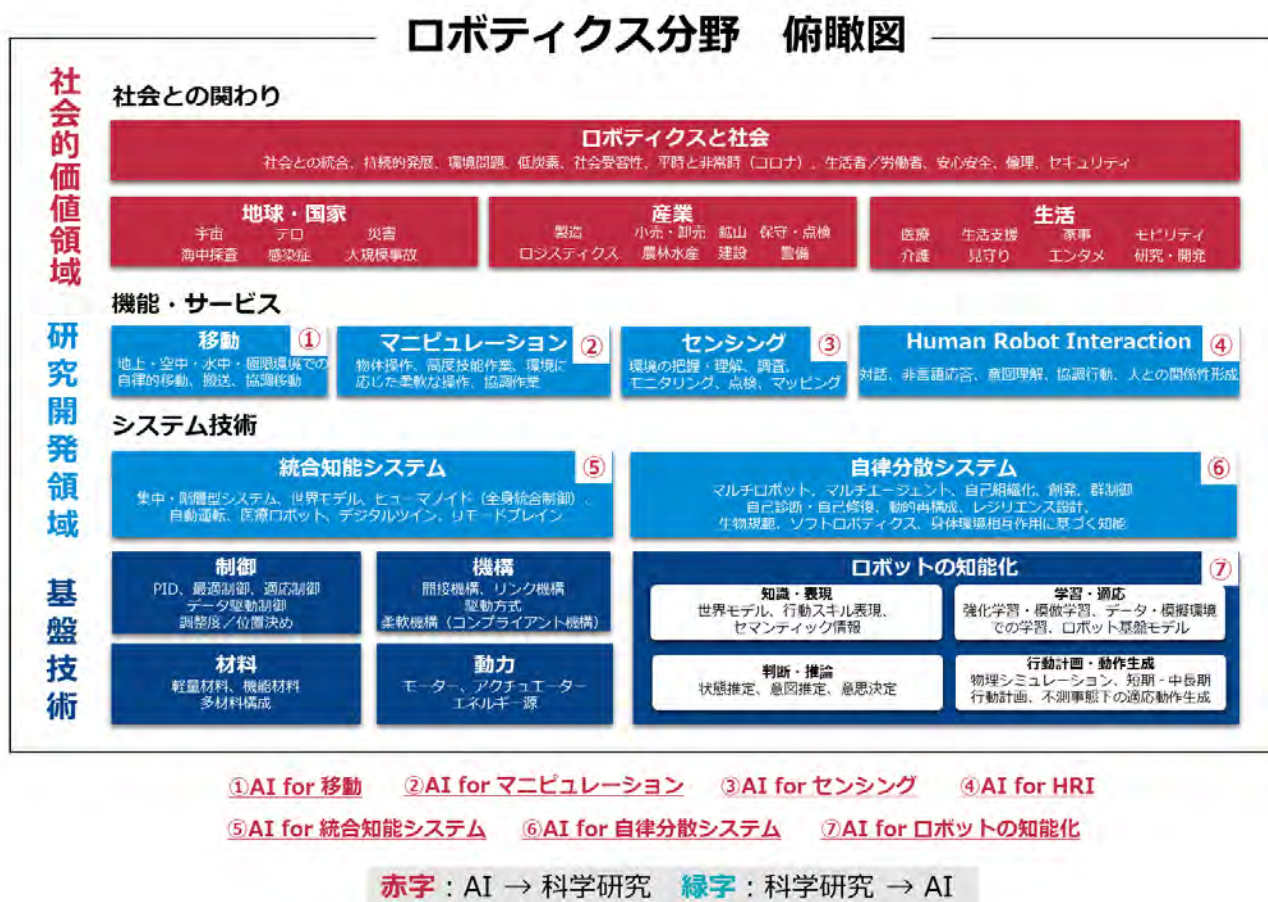 ロボティクス分野 俯瞰図
社会的価値領域
社会との関わり
ロボティクスと社会
社会との統合、持続的発展、環境問題、低炭素、社会受容性、平時と非常時（コロナ）、生活者／労働者、安心安全、倫理、セキュリティ
地球・国家
宇宙 テロ 災害
海中探査 感染症 大規模事故
産業
製造 小売・卸売 鉱山 保守・点検
ロジスティクス 農林水産 建設 警備
生活
医療 生活支援 家事 モビリティ
介護 見守り エンタメ 研究・開発
研究開発領域
機能・サービス
移動 ①
地上・空中・水中・極限環境での
自律的移動、搬送、協調移動
マニピュレーション ②
物体操作、高度技能作業、環境に
応じた柔軟な操作、協調作業
センシング ③
環境の把握・理解、調査、
モニタリング、点検、マッピング
Human Robot Interaction ④
対話、非言語応答、意図理解、協調行動、人との関係性形成
システム技術
統合知能システム ⑤
集中・階層型システム、世界モデル、ヒューマノイド（全身統合制御）、
自動運転、医療ロボット、デジタルツイン、リモートブレイン
自律分散システム ⑥
マルチロボット、マルチエージェント、自己組織化、創発、群制御
自己診断・自己修復、動的再構成、レジリエンス設計、
生物規範、ソフトロボティクス、身体環境相互作用に基づく知能
基盤技術
制御
PID、最適制御、適応制御
データ駆動制御
調整度／位置決め
機構
関接機構、リンク機構
駆動方式
柔軟機構（コンプライアント機構）
材料
軽量材料、機能材料
多材料構成
動力
モーター、アクチュエーター
エネルギー源
ロボットの知能化 ⑦
知識・表現
世界モデル、行動スキル表現、
セマンティック情報
学習・適応
強化学習・模倣学習、データ・模擬環境
での学習、ロボット基盤モデル
判断・推論
状態推定、意図推定、意思決定
行動計画・動作生成
物理シミュレーション、短期・中長期
行動計画、不測事態下の適応動作生成
①AI for 移動 ②AI for マニピュレーション ③AI for センシング ④AI for HRI
⑤AI for 統合知能システム ⑥AI for 自律分散システム ⑦AI for ロボットの知能化
赤字：AI → 科学研究 緑字：科学研究 → AI